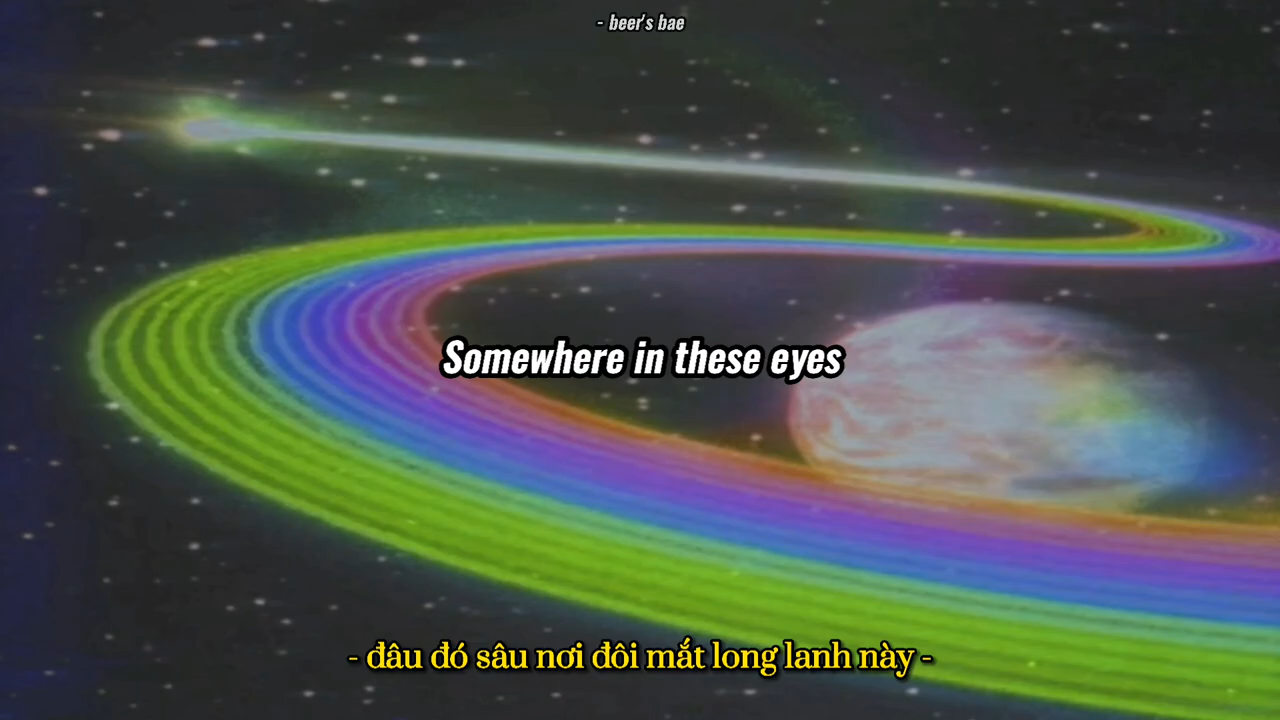 - beer's bae
Somewhere in these eyes
- đâu đó sâu nơi đôi mắt long lanh này -